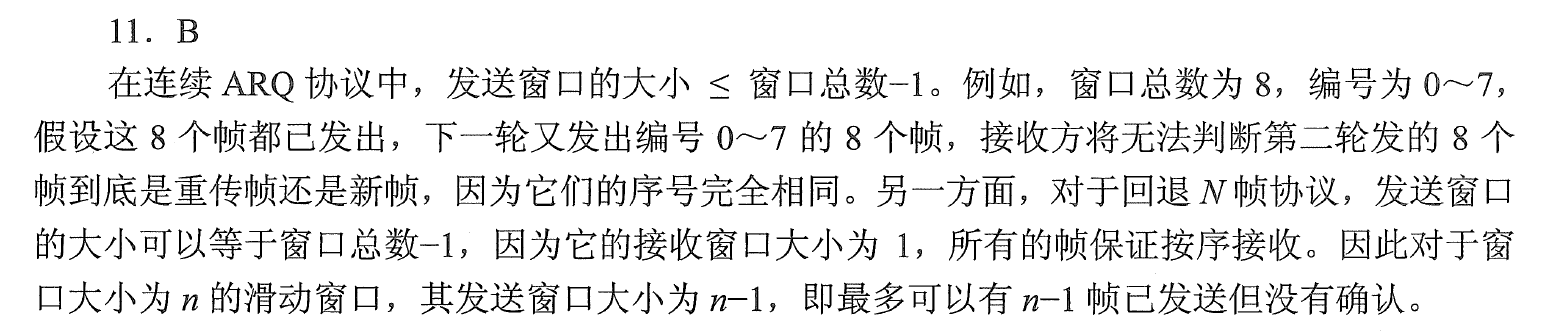 11．B
在连续 ARQ 协议中，发送窗口的大小 ≤ 窗口总数−1。例如，窗口总数为 8，编号为 0～7，
假设这 8 个帧都已发出，下一轮又发出编号 0～7 的 8 个帧，接收方将无法判断第二轮发的 8 个
帧到底是重传帧还是新帧，因为它们的序号完全相同。另一方面，对于回退 N 帧协议，发送窗口
的大小可以等于窗口总数−1，因为它的接收窗口大小为 1，所有的帧保证按序接收。因此对于窗
口大小为 n 的滑动窗口，其发送窗口大小为 n−1，即最多可以有 n−1 帧已发送但没有确认。